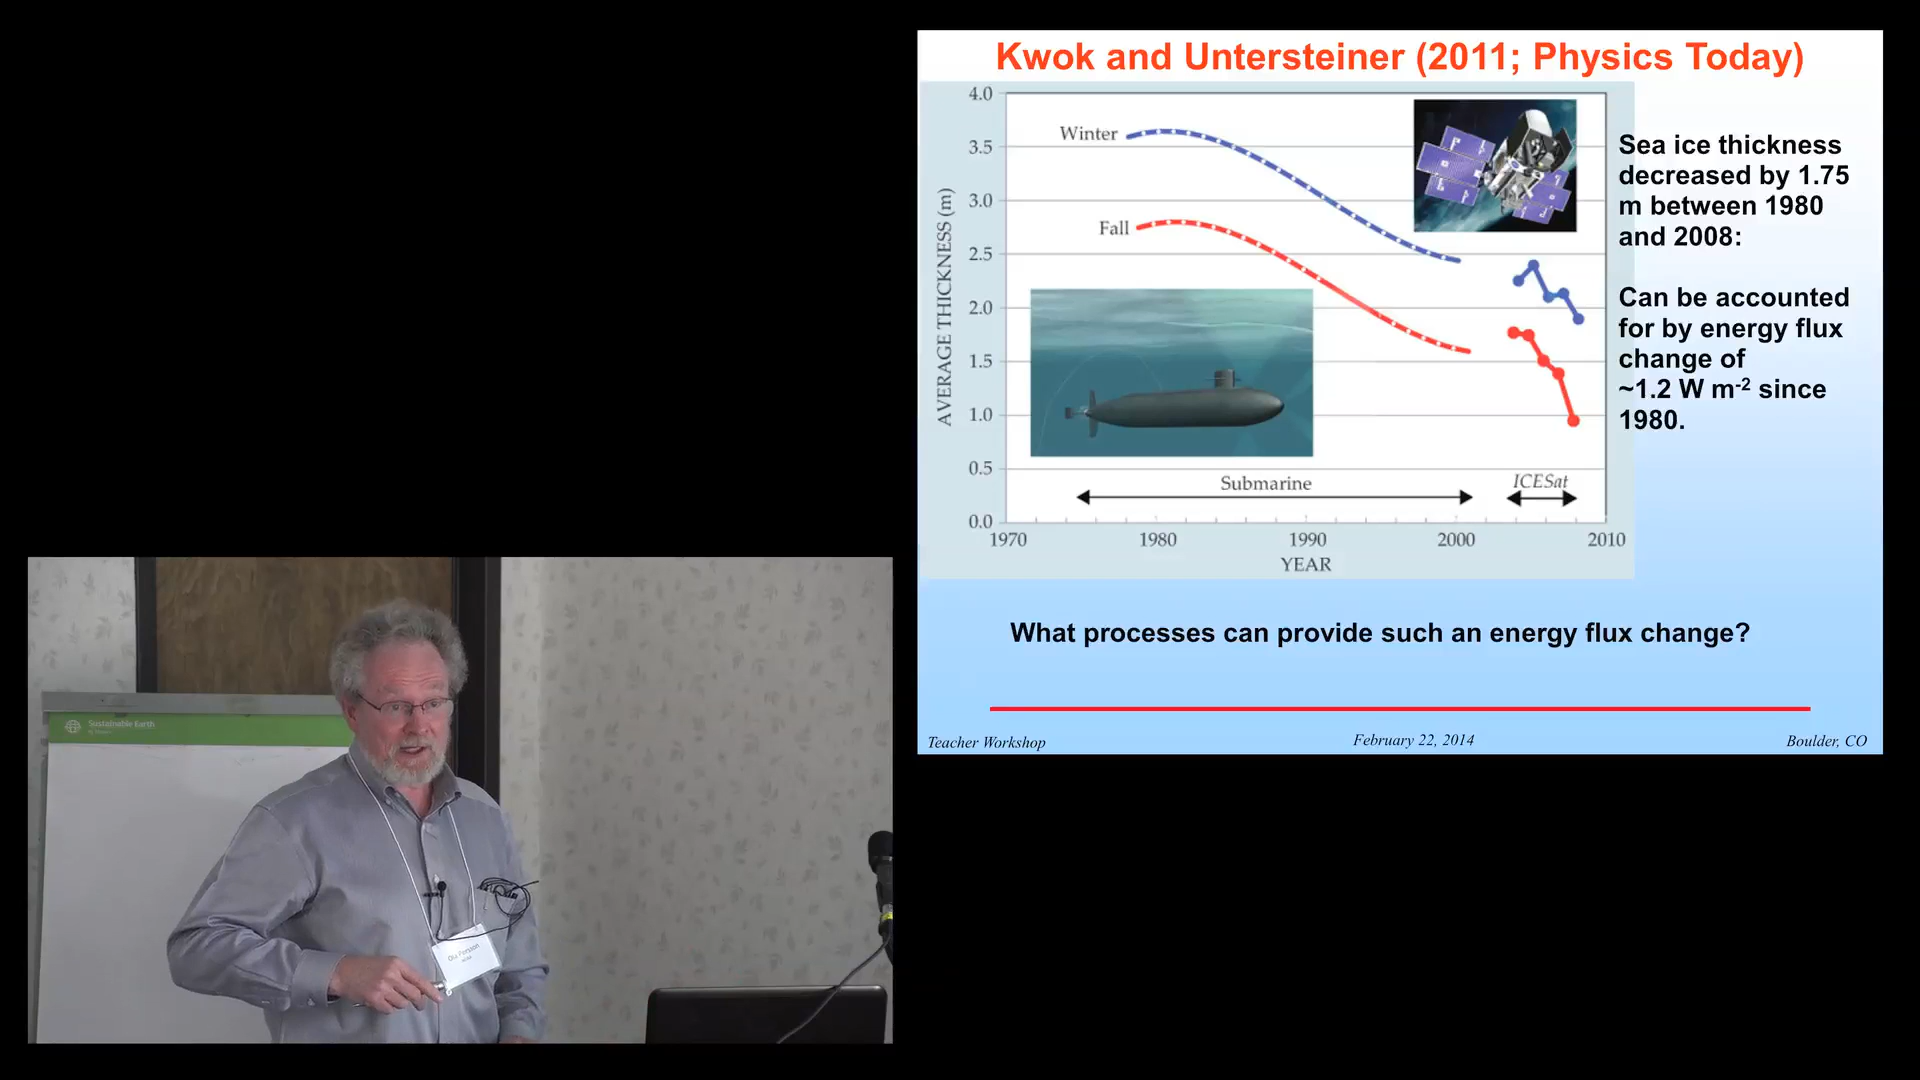 Kwok and Untersteiner (2011; Physics Today)
4.0
3.5
3.0
2.5
2.0
1.5
1.0
0.5
0.0
AVERAGE THICKNESS (m)
Winter
Fall
Submarine
ICESat
1970
1980
1990
2000
2010
YEAR
Sea ice thickness
decreased by 1.75
m between 1980
and 2008:
Can be accounted
for by energy flux
change of
~1.2 W m-2 since
1980.
What processes can provide such an energy flux change?
Teacher Workshop
February 22, 2014
Boulder, CO
Sustainable Earth
Ola Persson